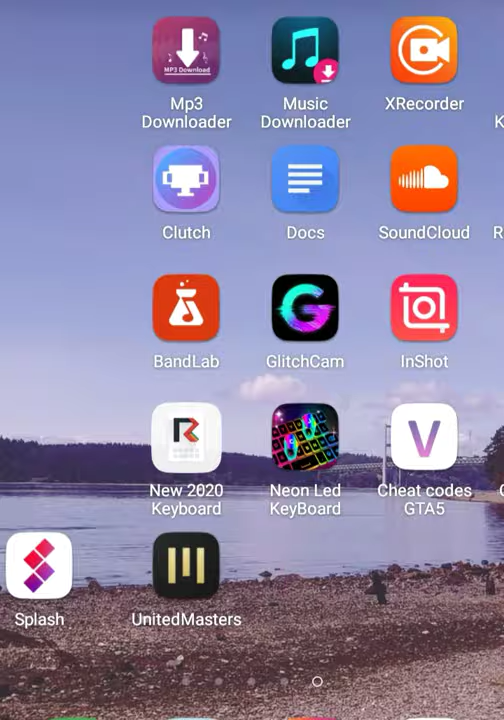 MP3 Download
Mp3
Downloader
Music
Downloader
XRecorder
K
Clutch
Docs
SoundCloud
R
BandLab
GlitchCam
InShot
New 2020
Keyboard
Neon Led
KeyBoard
V
Cheat codes
GTA5
Splash
UnitedMasters